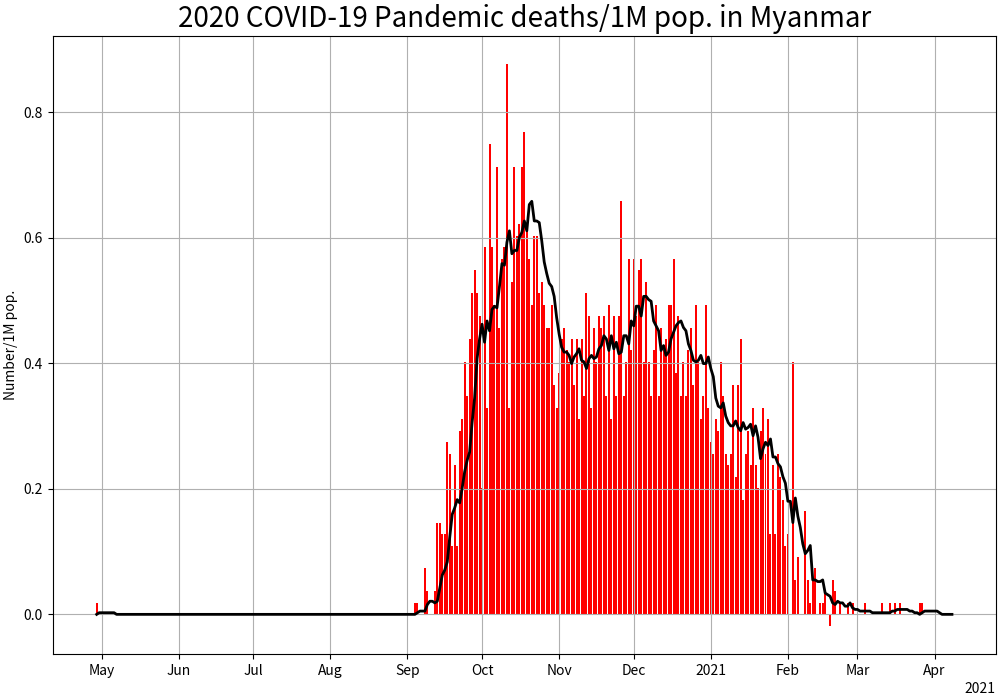 2020 COVID-19 Pandemic deaths/1M pop. in Myanmar
Number/1M pop.
0.8
0.6
0.4
0.2
0.0
May Jun Jul Aug Sep Oct Nov Dec 2021 Feb Mar Apr
2021